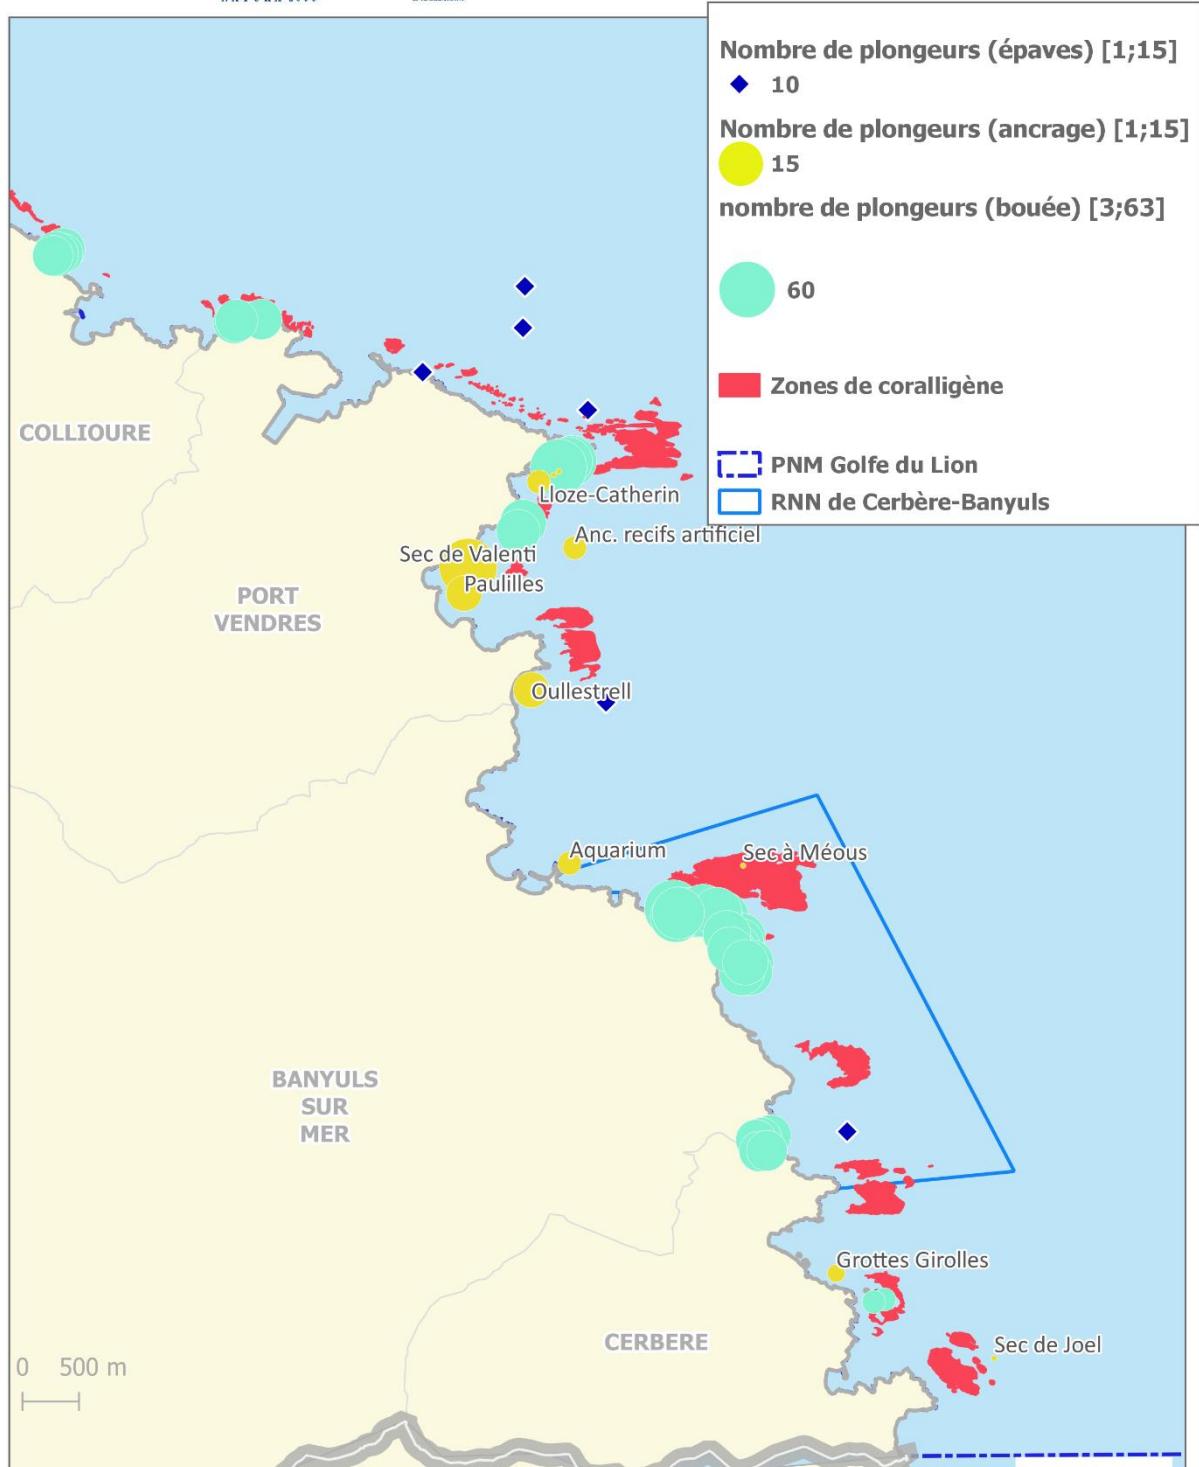 Nombre de plongeurs (épaves) [1;15]
10
Nombre de plongeurs (ancrage) [1;15]
15
nombre de plongeurs (bouée) [3;63]
60
Zones de coralligène
PNM Golfe du Lion
RNN de Cerbère-Banyuls
COLLIOURE
Lloze-Catherin
Anc. recifs artificiel
Sec de Valenti
Paulilles
PORT
VENDRES
Oullestrell
Aquarium
Sec à Méous
BANYULS
SUR
MER
Grottes Girolles
CERBERE
Sec de Joel
0 500 m